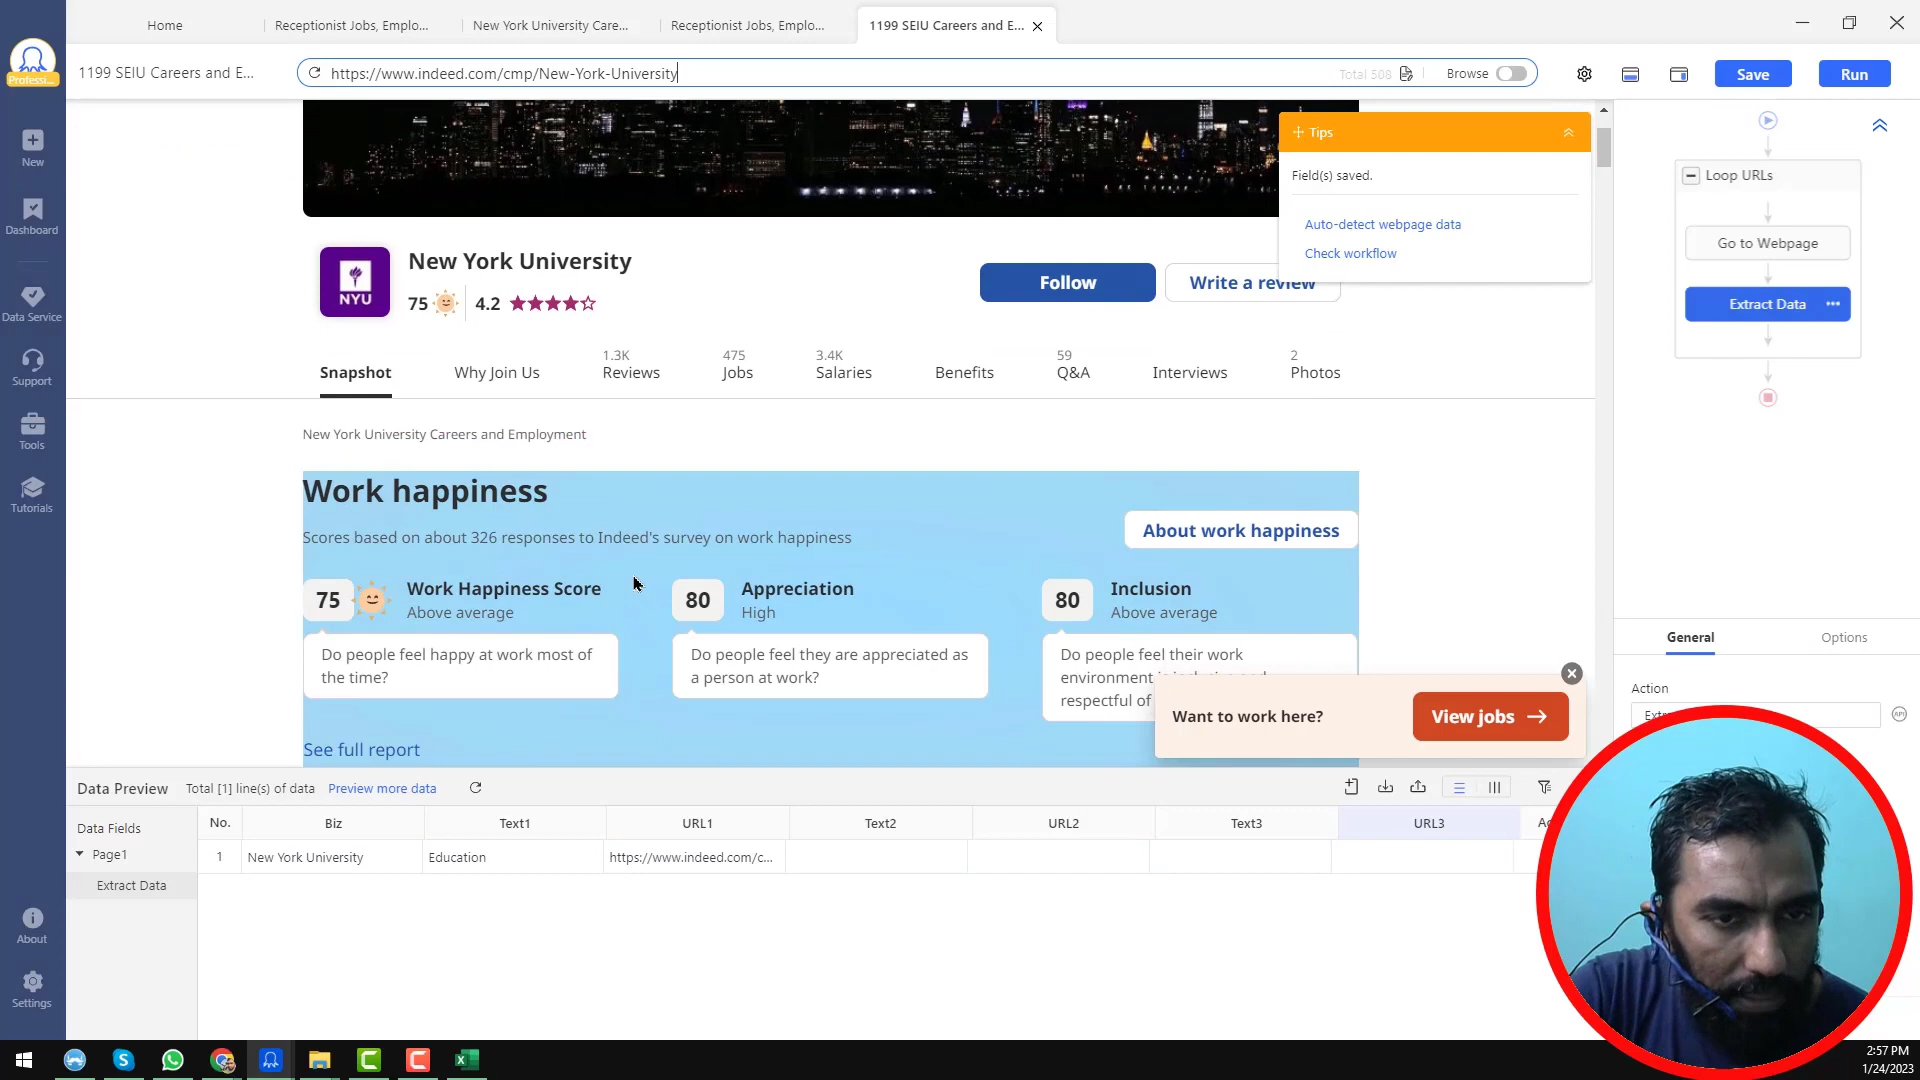 Home
Receptionist Jobs, Emplo...
New York University Care...
Receptionist Jobs, Emplo...
1199 SEIU Careers and E...
Professi...
1199 SEIU Careers and E...
https://www.indeed.com/cmp/New-York-University
Total 508
Browse
Save
Run
New
Dashboard
Data Service
Support
Tools
Tutorials
About
Settings
Tips
Field(s) saved.
Auto-detect webpage data
Check workflow
NYU
New York University
75
4.2
Follow
Write a review
Snapshot
Why Join Us
1.3K
Reviews
475
Jobs
3.4K
Salaries
Benefits
59
Q&A
Interviews
2
Photos
New York University Careers and Employment
Work happiness
Scores based on about 326 responses to Indeed's survey on work happiness
About work happiness
75
Work Happiness Score
Above average
Do people feel happy at work most of
the time?
80
Appreciation
High
Do people feel they are appreciated as
a person at work?
80
Inclusion
Above average
Do people feel their work
environment
respectful of
See full report
Want to work here?
View jobs
Loop URLs
Go to Webpage
Extract Data
General
Options
Action
API
Data Preview
Total [1] line(s) of data
Preview more data
Data Fields
Page1
Extract Data
No.
Biz
Text1
URL1
Text2
URL2
Text3
URL3
1
New York University
Education
https://www.indeed.com/c...
2:57 PM
1/24/2023